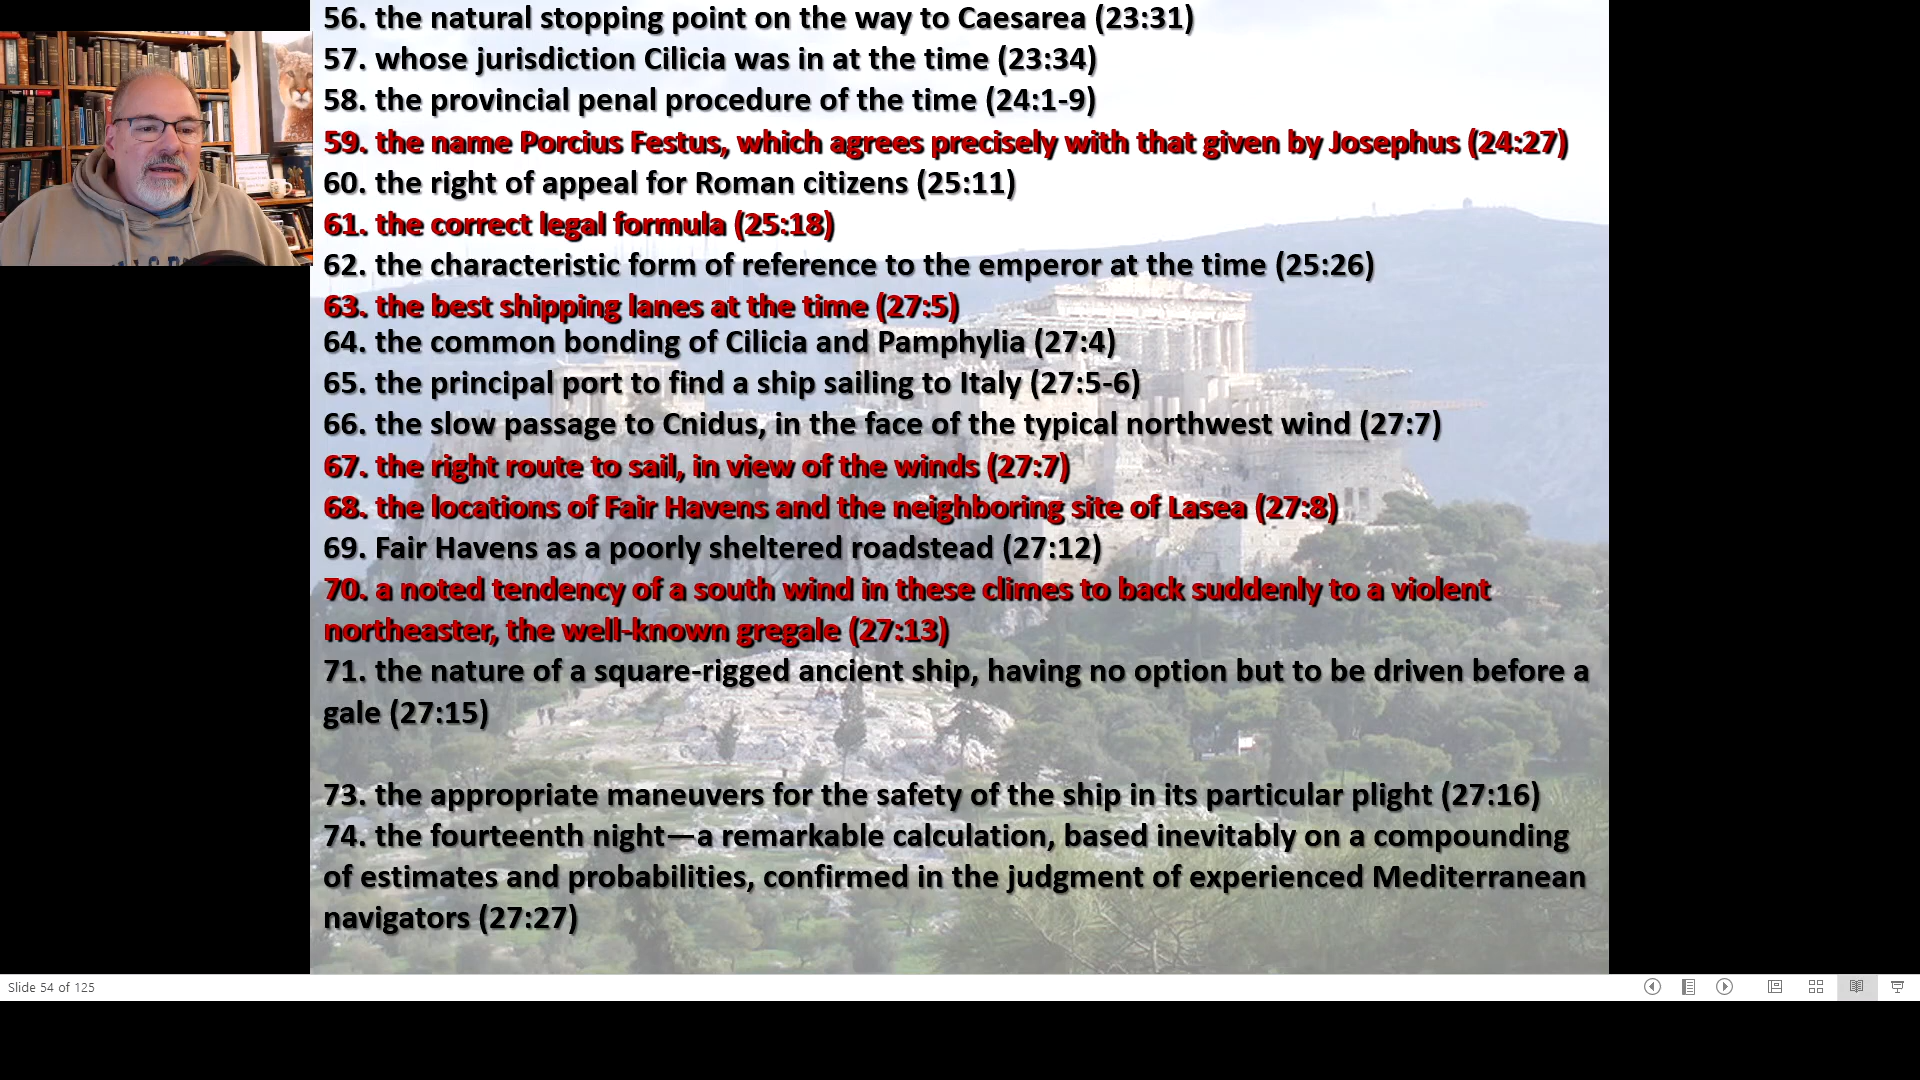 56. the natural stopping point on the way to Caesarea (23:31)
57. whose jurisdiction Cilicia was in at the time (23:34)
58. the provincial penal procedure of the time (24:1-9)
59. the name Porcius Festus, which agrees precisely with that given by Josephus (24:27)
60. the right of appeal for Roman citizens (25:11)
61. the correct legal formula (25:18)
62. the characteristic form of reference to the emperor at the time (25:26)
63. the best shipping lanes at the time (27:5)
64. the common bonding of Cilicia and Pamphylia (27:4)
65. the principal port to find a ship sailing to Italy (27:5-6)
66. the slow passage to Cnidus, in the face of the typical northwest wind (27:7)
67. the right route to sail, in view of the winds (27:7)
68. the locations of Fair Havens and the neighboring site of Lasea (27:8)
69. Fair Havens as a poorly sheltered roadstead (27:12)
70. a noted tendency of a south wind in these climes to back suddenly to a violent
northeaster, the well-known gregale (27:13)
71. the nature of a square-rigged ancient ship, having no option but to be driven before a
gale (27:15)
73. the appropriate maneuvers for the safety of the ship in its particular plight (27:16)
74. the fourteenth night—a remarkable calculation, based inevitably on a compounding
of estimates and probabilities, confirmed in the judgment of experienced Mediterranean
navigators (27:27)
Slide 54 of 125